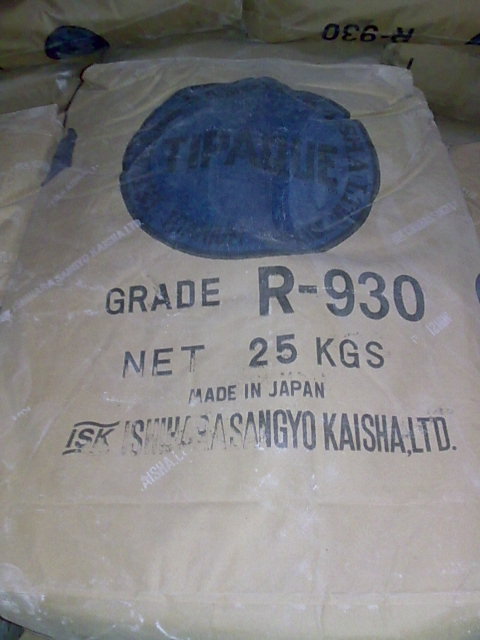 R-930
TIPAQUE
GRADE R-930
NET 25 KGS
MADE IN JAPAN
ISK ISHIHARA SANGYO KAISHA,LTD.